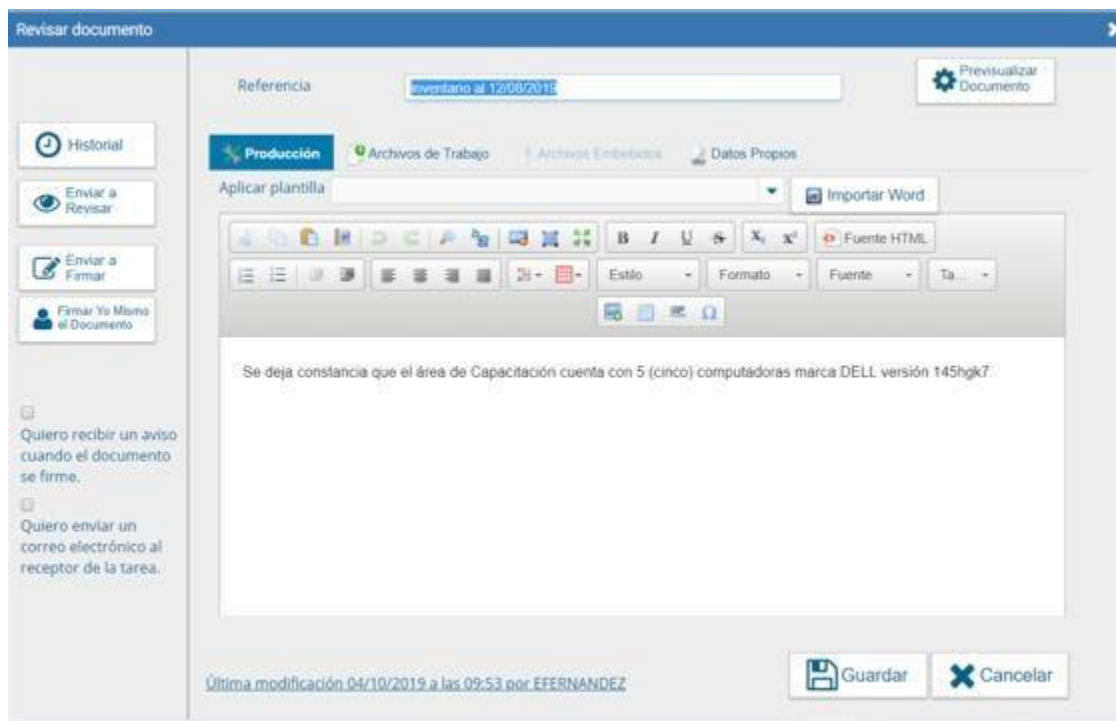 Revisar documento
Referencia
Inventario al 12/08/2019
Previsualizar
Documento
Historial
Enviar a
Revisar
Enviar a
Firmar
Firmar Yo Mismo
el Documento
Producción
Archivos de Trabajo
Archivos Embebidos
Datos Propios
Aplicar plantilla
Importar Word
B I U S X₂ X² Fuente HTML
Estilo
Formato
Fuente
Ta...
Ω
Se deja constancia que el área de Capacitación cuenta con 5 (cinco) computadoras marca DELL versión 145hgk7
Quiero recibir un aviso
cuando el documento
se firme.
Quiero enviar un
correo electrónico al
receptor de la tarea.
Última modificación 04/10/2019 a las 09:53 por EFERNANDEZ
Guardar
Cancelar